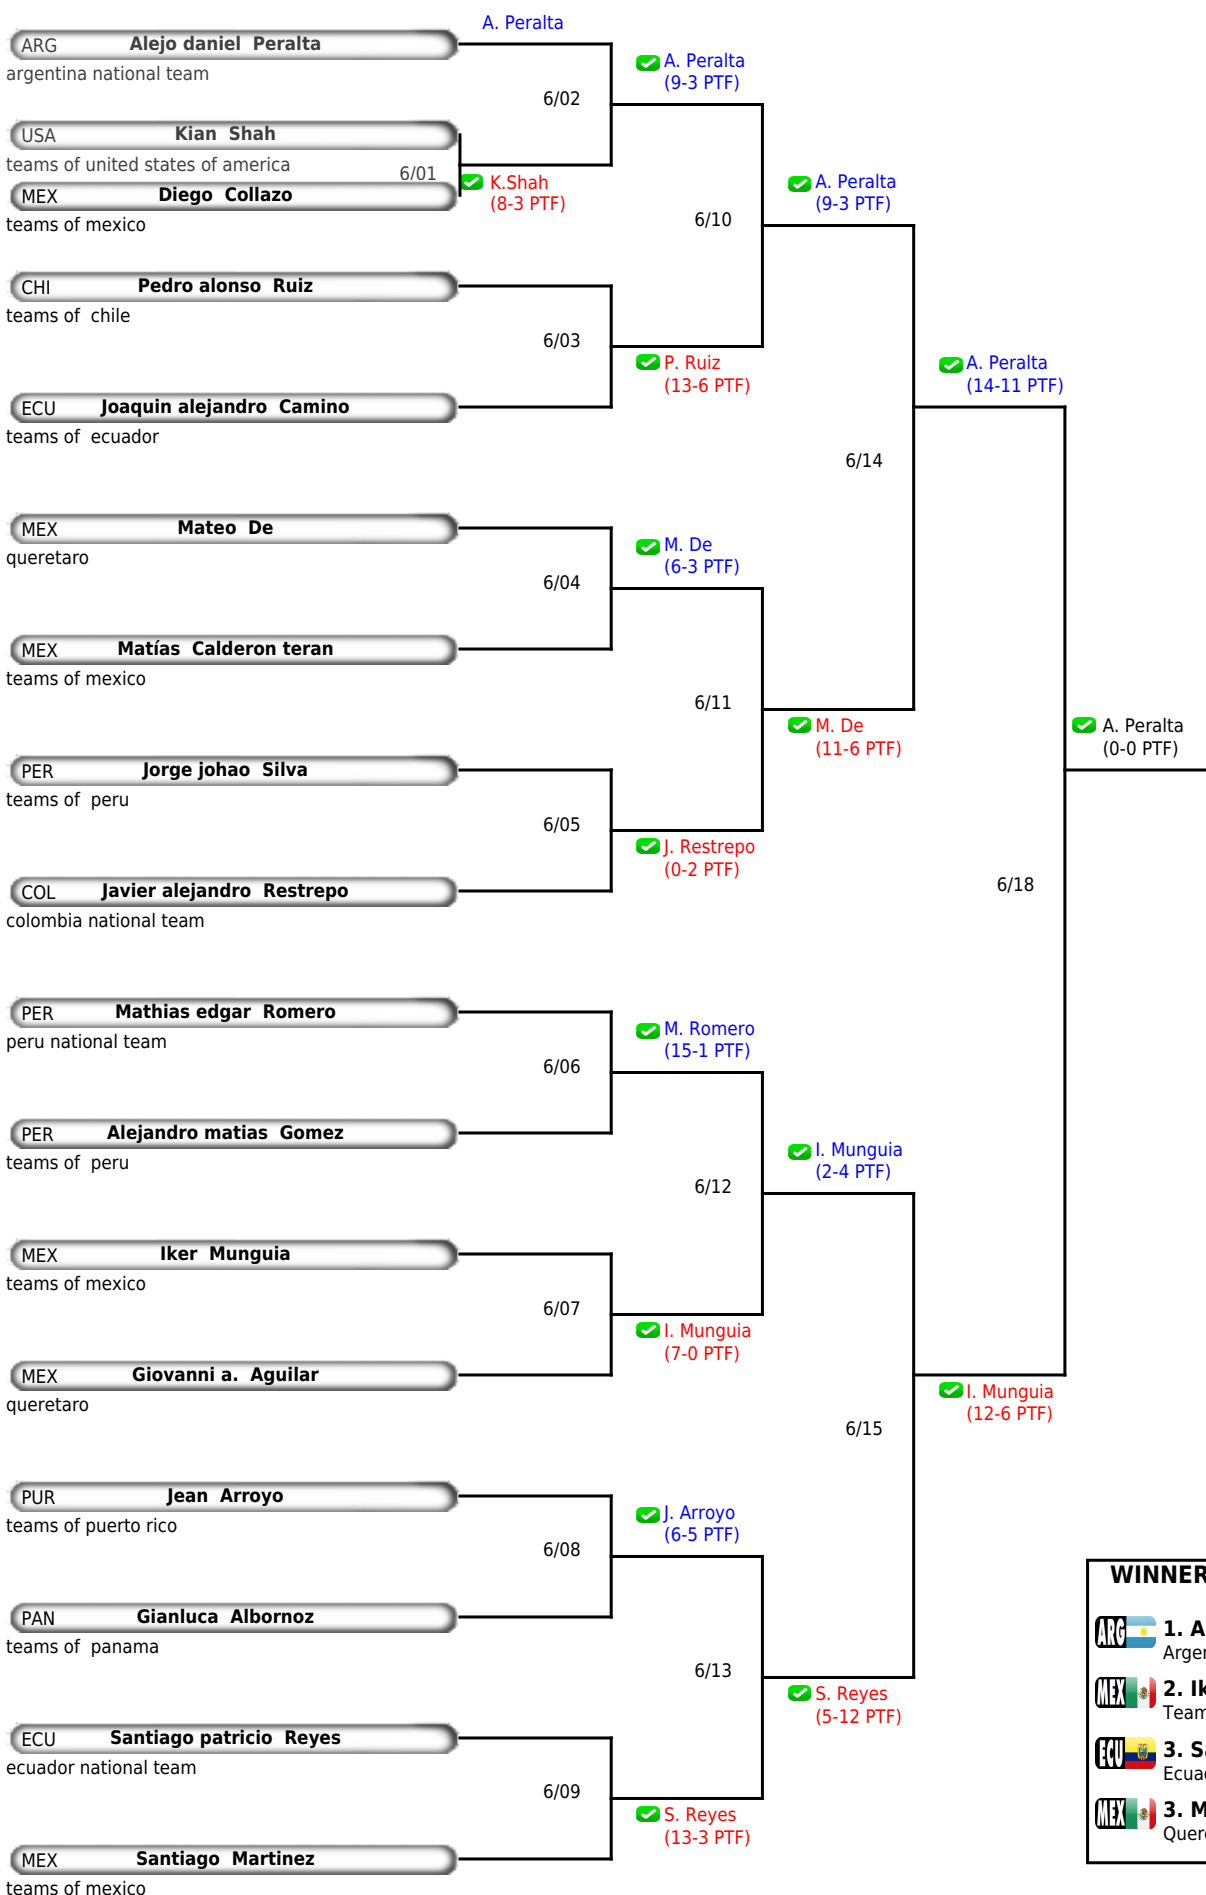 A. Peralta
ARG Alejo daniel Peralta
argentina national team
A. Peralta
(9-3 PTF)
6/02
USA Kian Shah
teams of united states of america
6/01
K.Shah
(8-3 PTF)
MEX Diego Collazo
teams of mexico
A. Peralta
(9-3 PTF)
6/10
CHI Pedro alonso Ruiz
teams of chile
6/03
P. Ruiz
(13-6 PTF)
A. Peralta
(14-11 PTF)
ECU Joaquin alejandro Camino
teams of ecuador
6/14
MEX Mateo De
queretaro
M. De
(6-3 PTF)
6/04
MEX Matías Calderon teran
teams of mexico
6/11
M. De
(11-6 PTF)
A. Peralta
(0-0 PTF)
PER Jorge johao Silva
teams of peru
6/05
J. Restrepo
(0-2 PTF)
COL Javier alejandro Restrepo
colombia national team
6/18
PER Mathias edgar Romero
peru national team
M. Romero
(15-1 PTF)
6/06
PER Alejandro matias Gomez
teams of peru
I. Munguia
(2-4 PTF)
6/12
MEX Iker Munguia
teams of mexico
6/07
I. Munguia
(7-0 PTF)
MEX Giovanni a. Aguilar
queretaro
I. Munguia
(12-6 PTF)
6/15
PUR Jean Arroyo
teams of puerto rico
J. Arroyo
(6-5 PTF)
6/08
PAN Gianluca Albornoz
teams of panama
6/13
S. Reyes
(5-12 PTF)
ECU Santiago patricio Reyes
ecuador national team
6/09
S. Reyes
(13-3 PTF)
MEX Santiago Martinez
teams of mexico
WINNER
ARG 1. A
Arger
MEX 2. Ik
Team
ECU 3. Sa
Ecuad
MEX 3. M
Quere